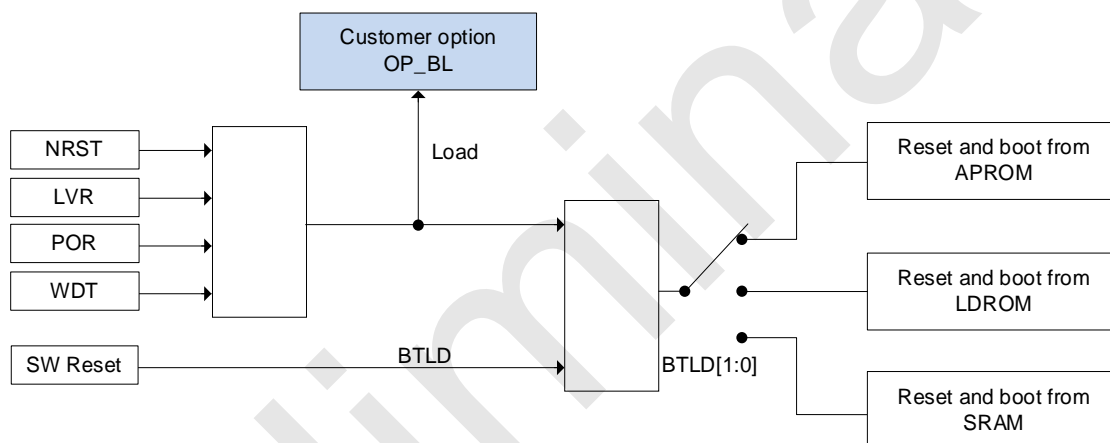 Customer option
OP_BL
NRST
LVR
POR
WDT
Load
SW Reset
BTLD
BTLD[1:0]
Reset and boot from
APROM
Reset and boot from
LDROM
Reset and boot from
SRAM